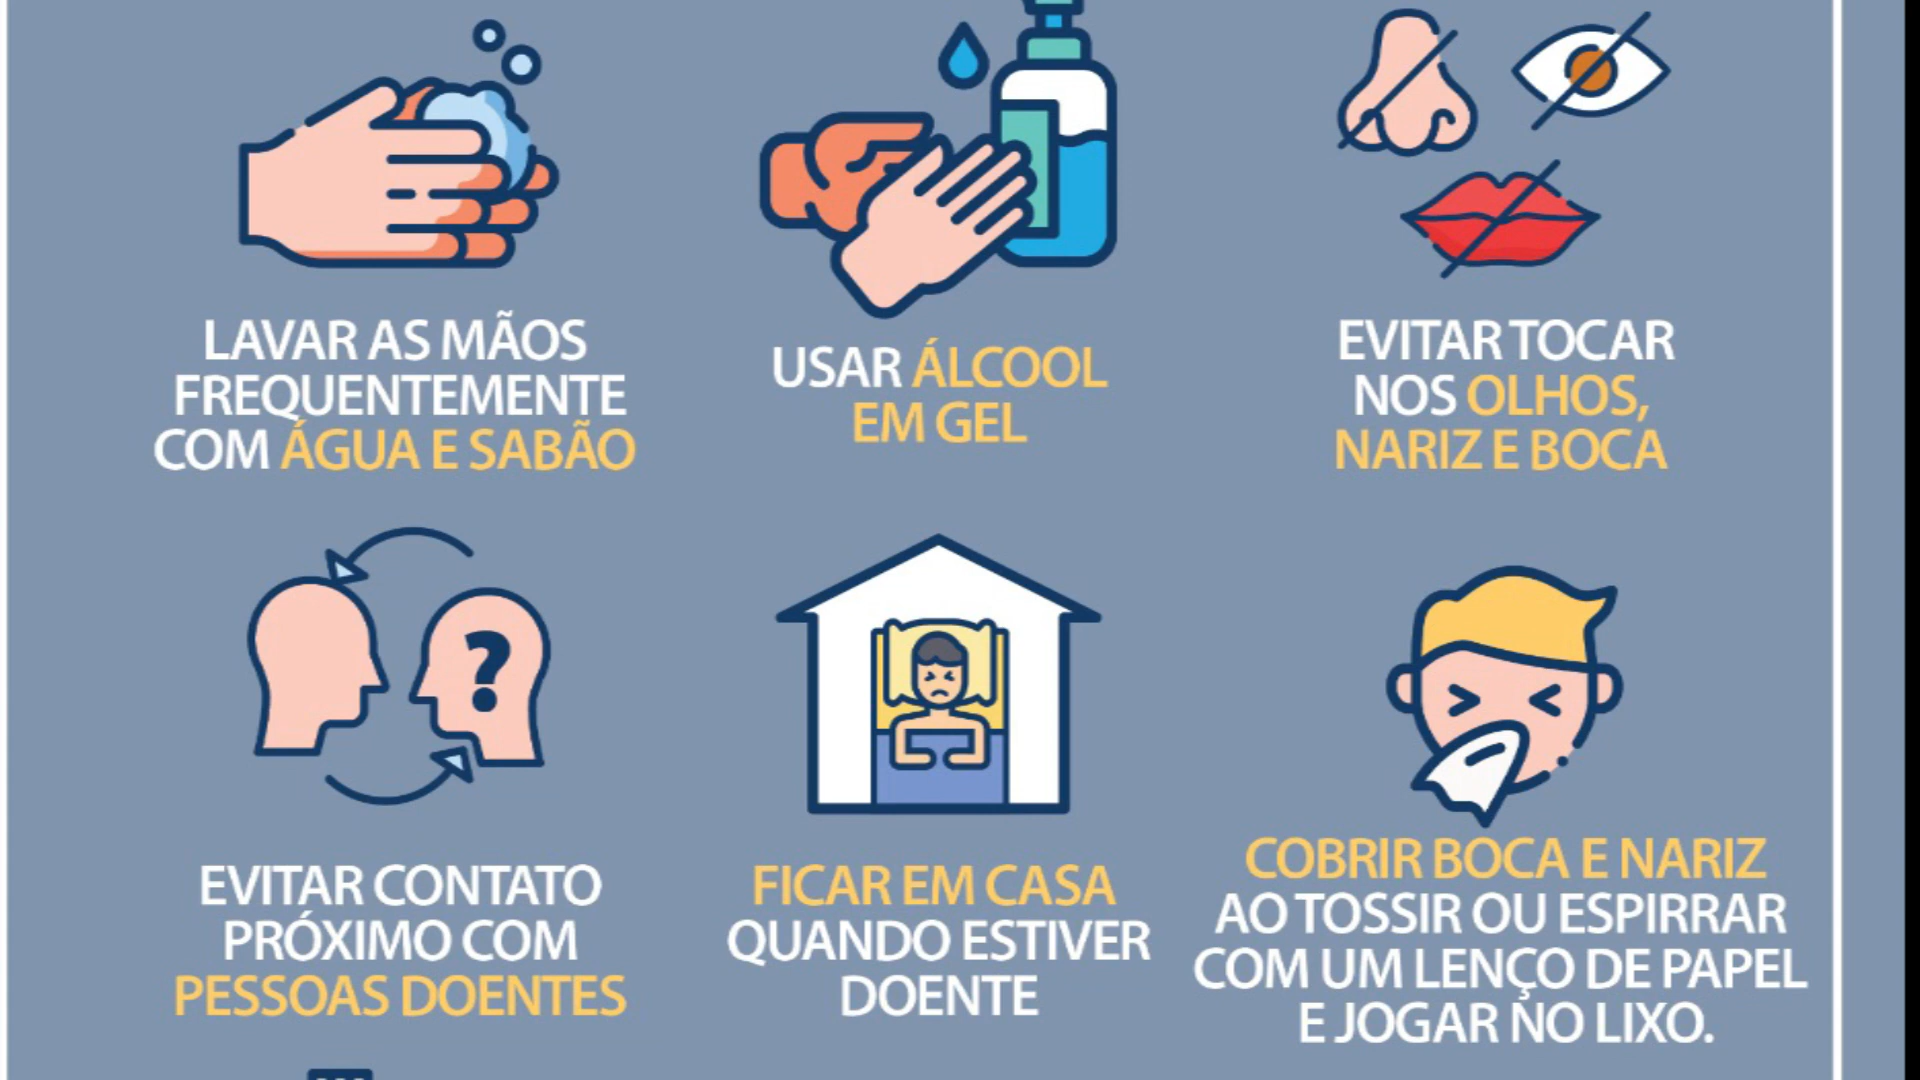 LAVAR AS MÃOS
FREQUENTEMENTE
COM ÁGUA E SABÃO
USAR ÁLCOOL
EM GEL
EVITAR TOCAR
NOS OLHOS,
NARIZ E BOCA
EVITAR CONTATO
PRÓXIMO COM
PESSOAS DOENTES
FICAR EM CASA
QUANDO ESTIVER
DOENTE
COBRIR BOCA E NARIZ
AO TOSSIR OU ESPIRRAR
COM UM LENÇO DE PAPEL
E JOGAR NO LIXO.
?